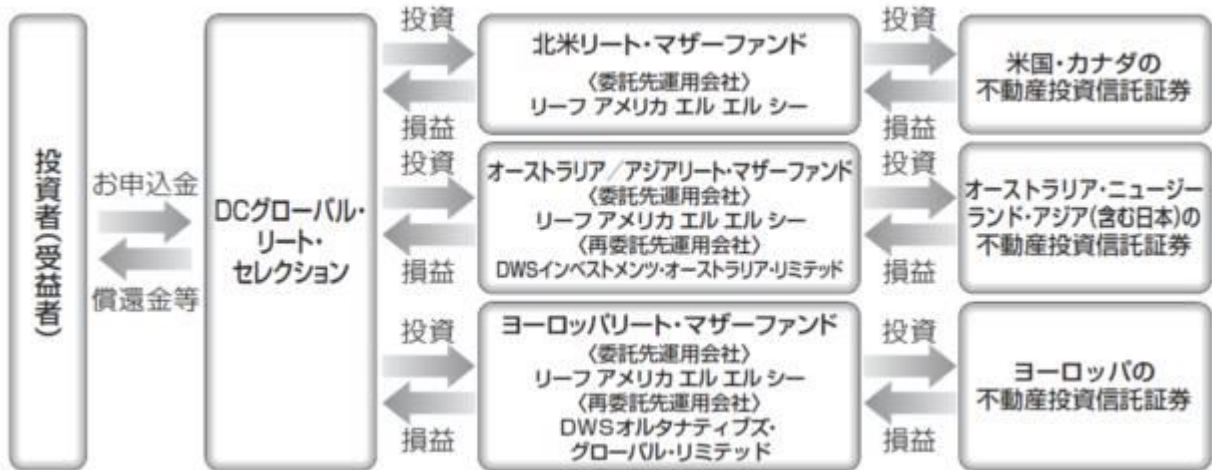 投資者(受益者)
お申込金
償還金等
DCグローバル・
リート・
セレクション
投資
損益
北米リート・マザーファンド
〈委託先運用会社〉
リーフ アメリカ エル エル シー
投資
損益
米国・カナダの
不動産投資信託証券
投資
損益
オーストラリア/アジアリート・マザーファンド
〈委託先運用会社〉
リーフ アメリカ エル エル シー
〈再委託先運用会社〉
DWSインベストメンツ・オーストラリア・リミテッド
投資
損益
オーストラリア・ニュージー
ランド・アジア(含む日本)の
不動産投資信託証券
投資
損益
ヨーロッパリート・マザーファンド
〈委託先運用会社〉
リーフ アメリカ エル エル シー
〈再委託先運用会社〉
DWSオルタナティブズ・
グローバル・リミテッド
投資
損益
ヨーロッパの
不動産投資信託証券